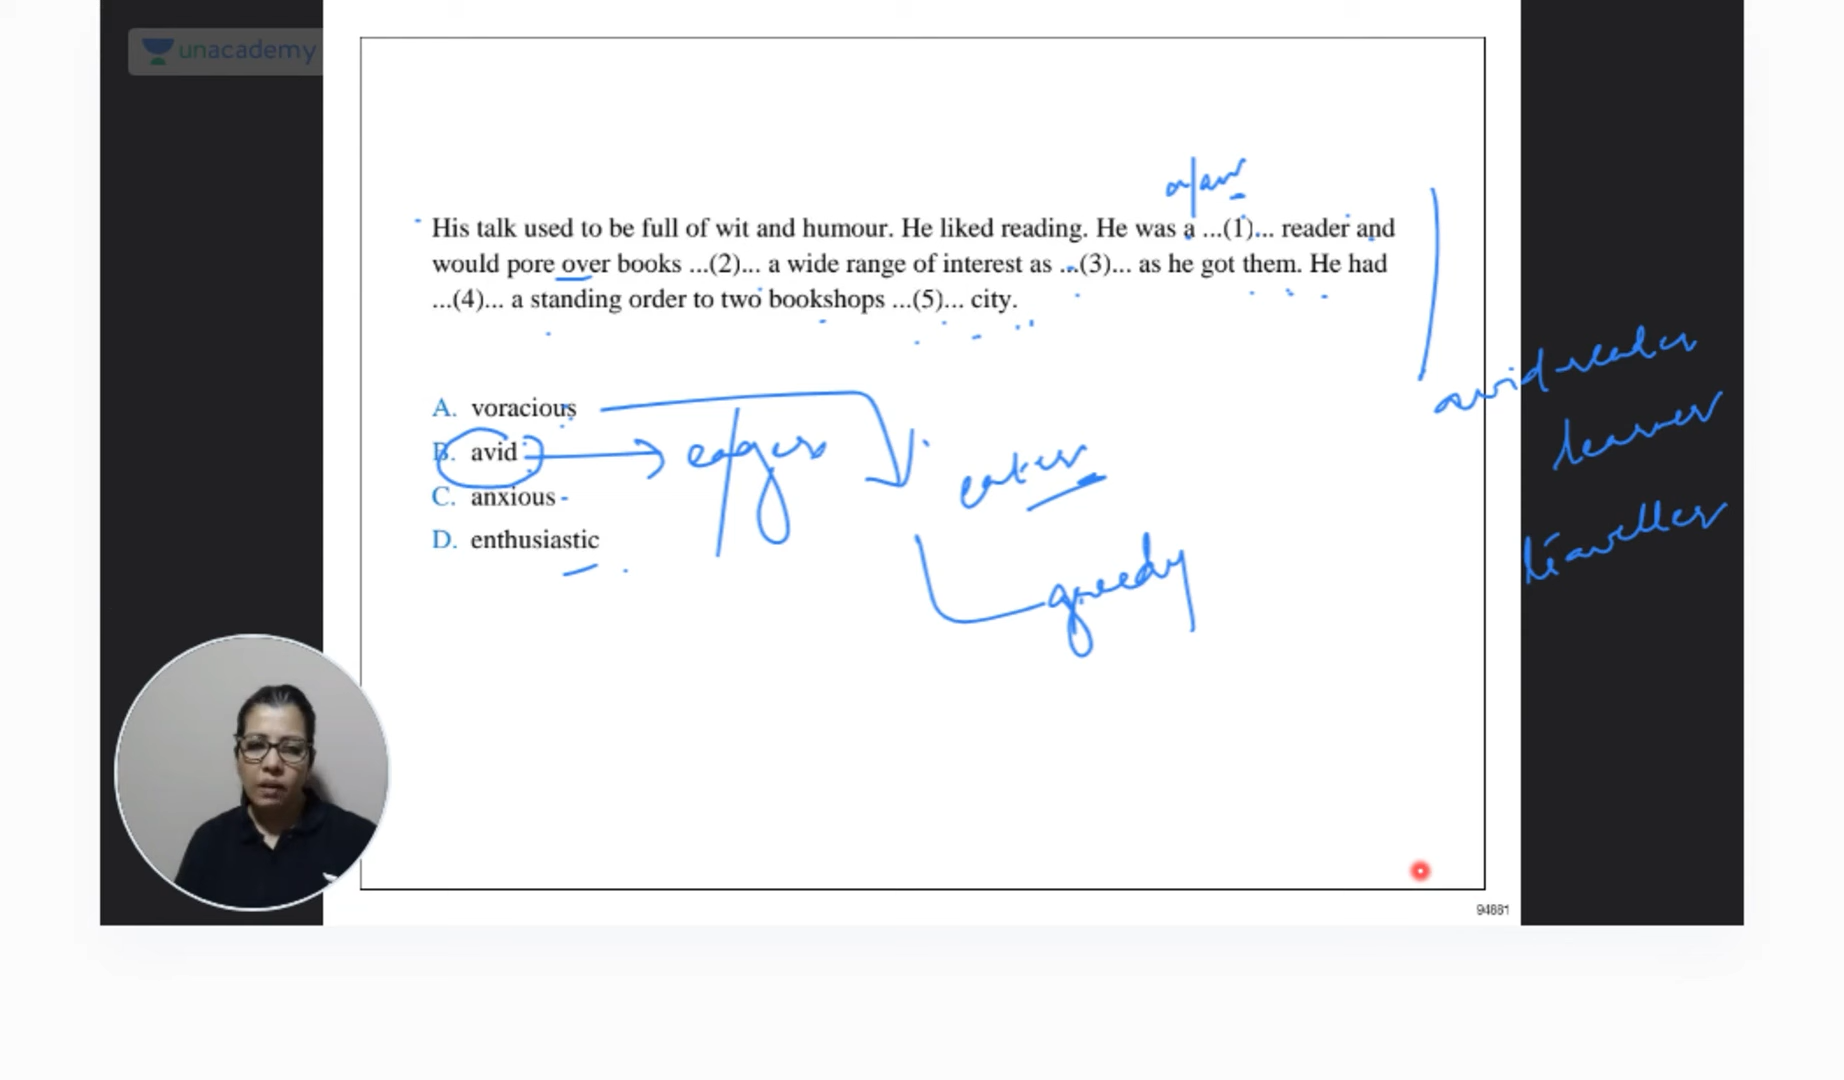 unacademy
a/an
His talk used to be full of wit and humour. He liked reading. He was a ...(1)... reader and
would pore over books ...(2)... a wide range of interest as ...(3)... as he got them. He had
...(4)... a standing order to two bookshops ...(5)... city.
A. voracious
B. avid
eager
C. anxious
D. enthusiastic
eater
greedy
avid reader
learner
traveller
94881